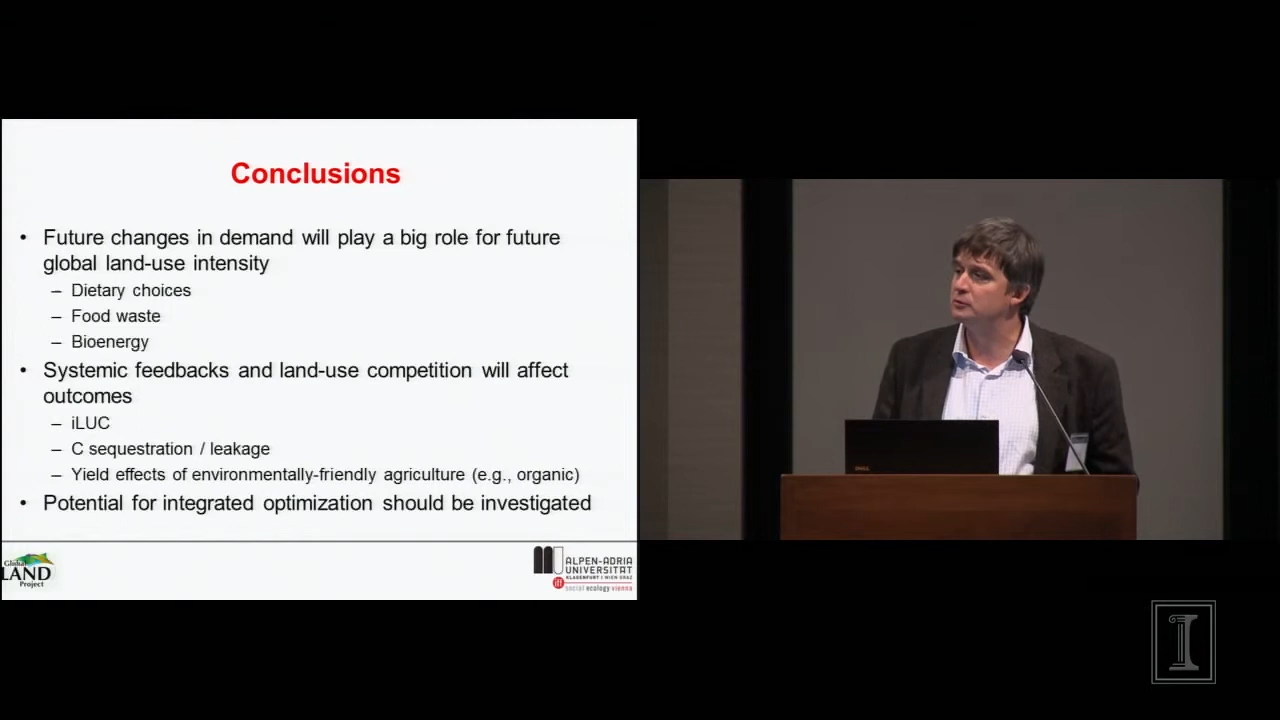 Conclusions
• Future changes in demand will play a big role for future
global land-use intensity
– Dietary choices
– Food waste
– Bioenergy
• Systemic feedbacks and land-use competition will affect
outcomes
– iLUC
– C sequestration / leakage
– Yield effects of environmentally-friendly agriculture (e.g., organic)
• Potential for integrated optimization should be investigated
Global
LAND
Project
ALPEN-ADRIA
UNIVERSITÄT
KLAGENFURT I WIEN GRAZ
iff social ecology vienna
DELL
I